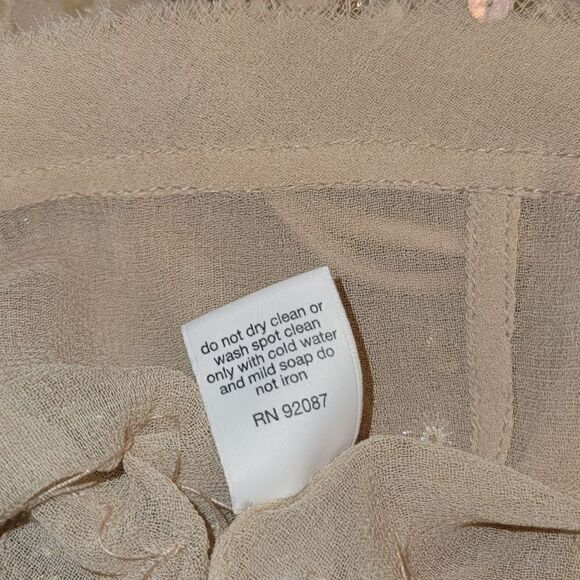 do not dry clean or
wash spot clean
only with cold water
and mild soap do
not iron
RN 92087